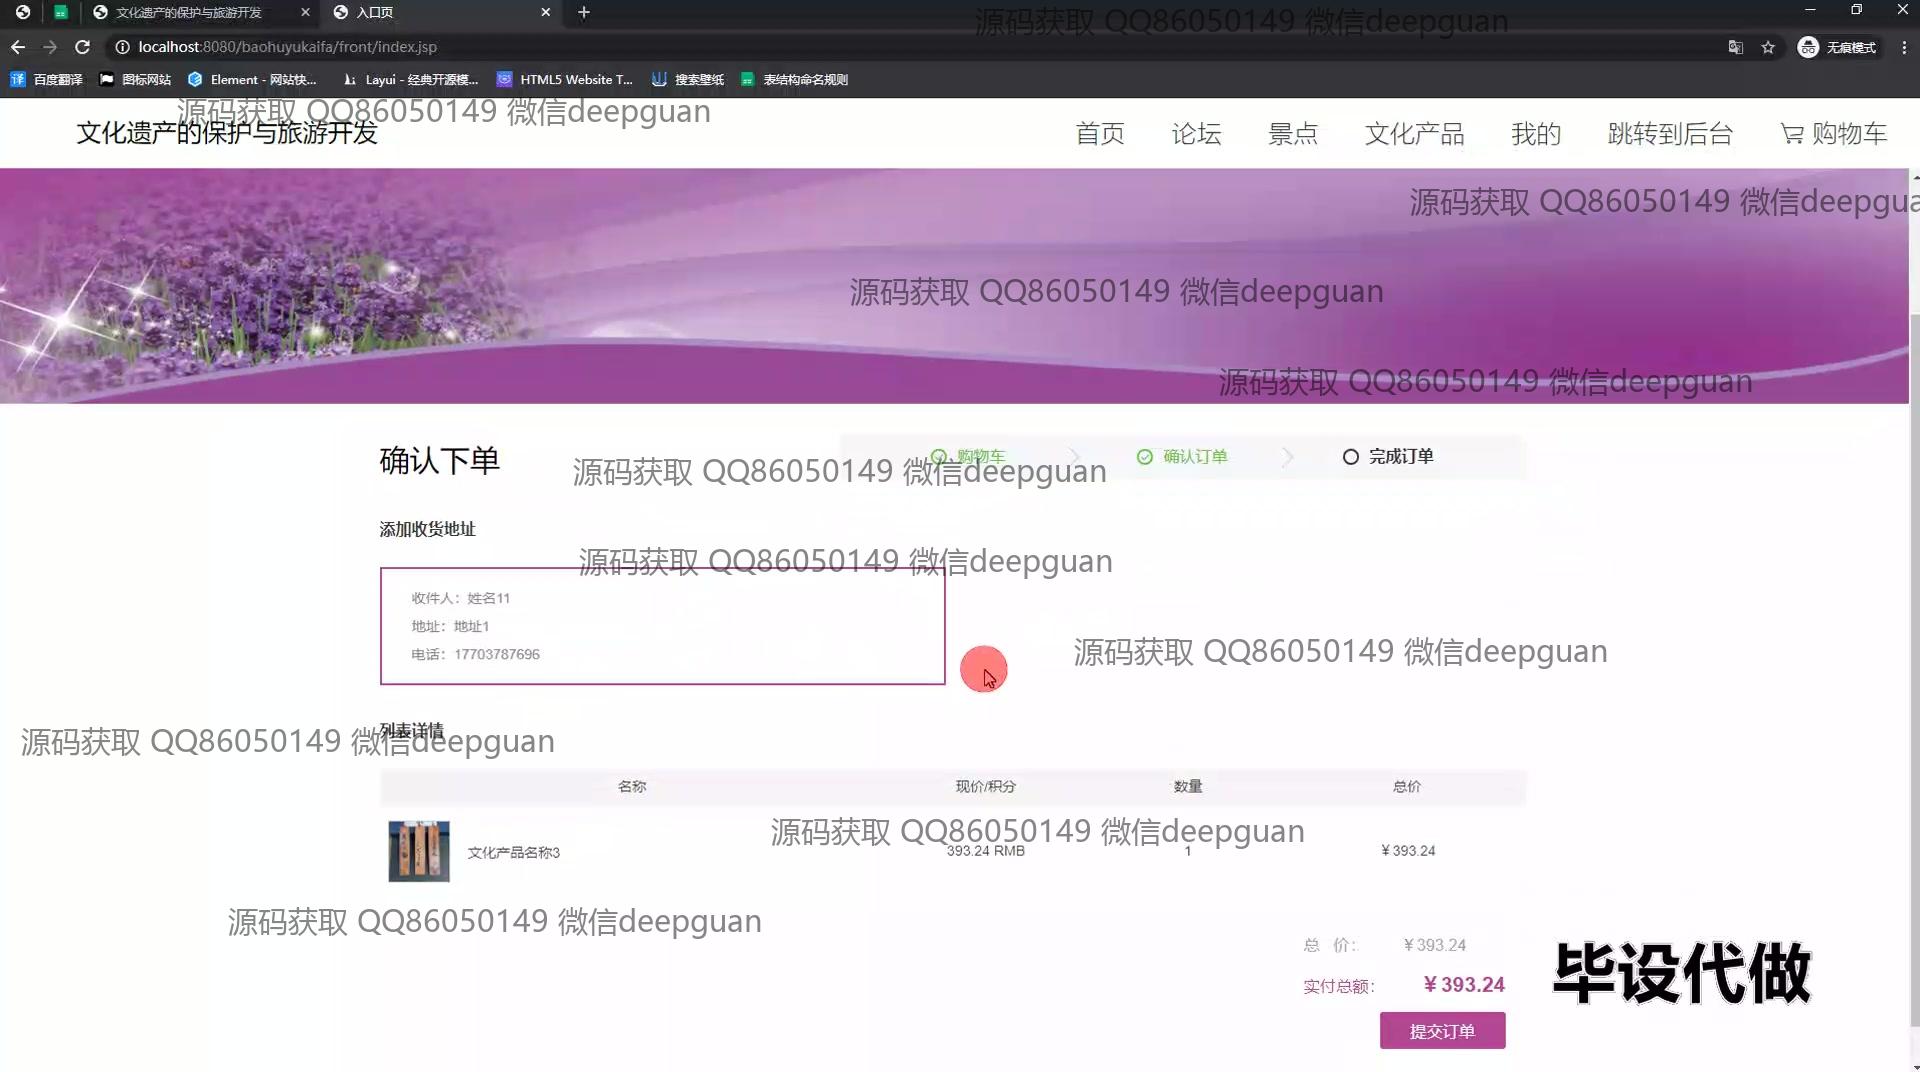 文化遗产的保护与旅游开发
入口页
源码获取 QQ86050149 微信deepguan
localhost:8080/baohuyukaifa/front/index.jsp
无痕模式
百度翻译
图标网站
Element - 网站快...
Layui - 经典开源模...
HTML5 Website T...
搜索壁纸
表结构命名规则
源码获取 QQ86050149 微信deepguan
文化遗产的保护与旅游开发
首页
论坛
景点
文化产品
我的
跳转到后台
购物车
源码获取 QQ86050149 微信deepgua
源码获取 QQ86050149 微信deepguan
源码获取 QQ86050149 微信deepguan
确认下单
购物车
确认订单
完成订单
源码获取 QQ86050149 微信deepguan
添加收货地址
源码获取 QQ86050149 微信deepguan
收件人：姓名11
地址：地址1
电话：17703787696
源码获取 QQ86050149 微信deepguan
列表详情
源码获取 QQ86050149 微信deepguan
名称
现价/积分
数量
总价
源码获取 QQ86050149 微信deepguan
文化产品名称3
393.24 RMB
1
¥ 393.24
源码获取 QQ86050149 微信deepguan
总 价： ¥ 393.24
实付总额： ¥ 393.24
毕设代做
提交订单